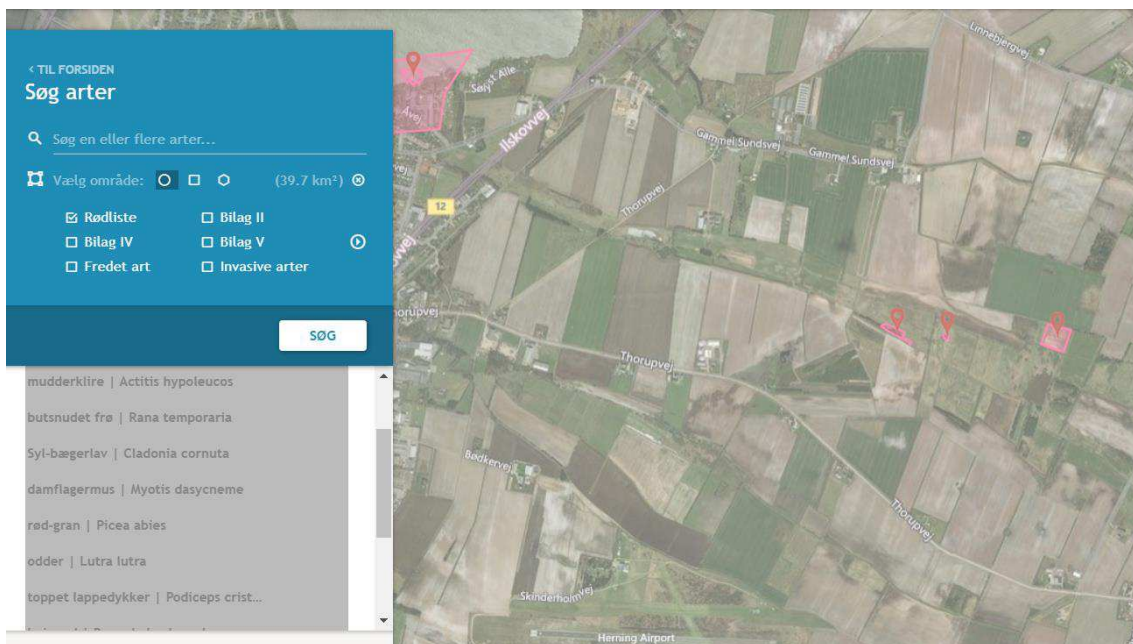 < TIL FORSIDEN
Søg arter
Søg en eller flere arter...
Vælg område: (39.7 km²)
Rødliste Bilag II
Bilag IV Bilag V
Fredet art Invasive arter
SØG
mudderklire | Actitis hypoleucos
butsnudet frø | Rana temporaria
Syl-bægerlav | Cladonia cornuta
damflagermus | Myotis dasycneme
rød-gran | Picea abies
odder | Lutra lutra
toppet lappedykker | Podiceps crist...
Linnebjergvej
Alle
Åvej
Ilskovvej
Gammel Sundsvej
Gammel Sundsvej
Thorupvej
12
Thorupvej
Bødkervej
Thorupvej
Skinderholmvej
Herning Airport